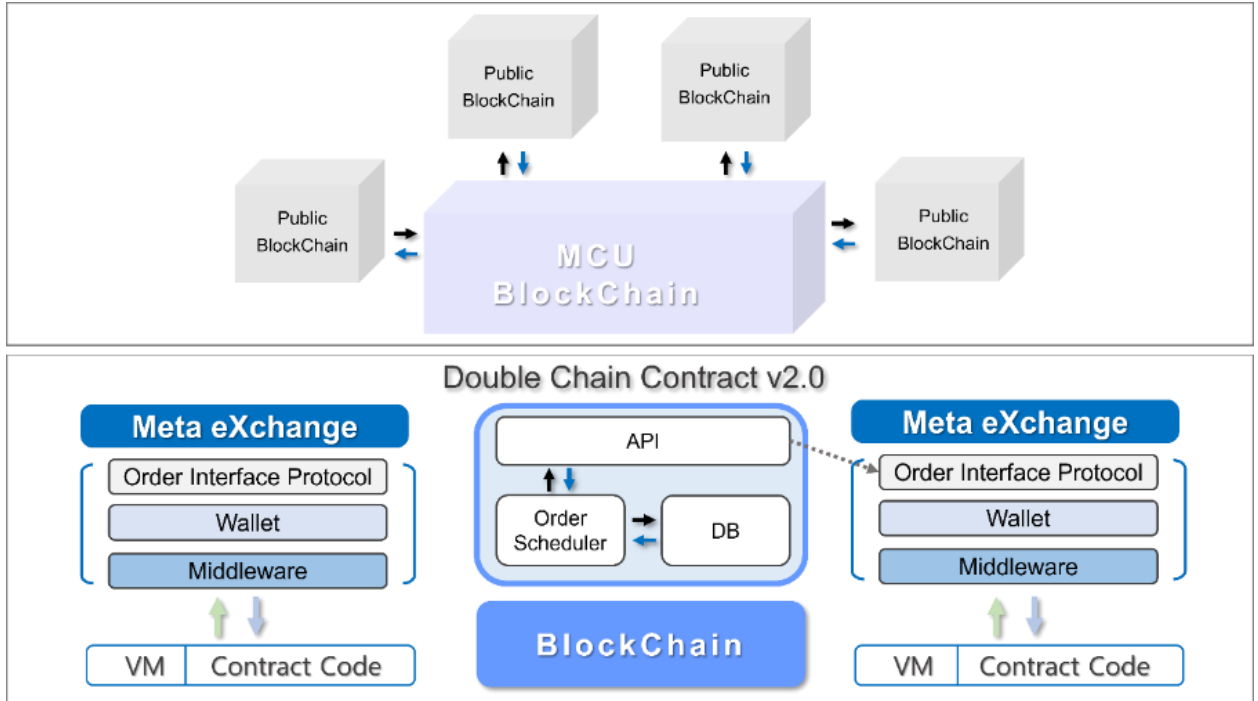 Public
BlockChain
Public
BlockChain
Public
BlockChain
Public
BlockChain
MCU
BlockChain
Double Chain Contract v2.0
Meta eXchange
Order Interface Protocol
Wallet
Middleware
VM
Contract Code
API
Order
Scheduler
DB
BlockChain
Meta eXchange
Order Interface Protocol
Wallet
Middleware
VM
Contract Code